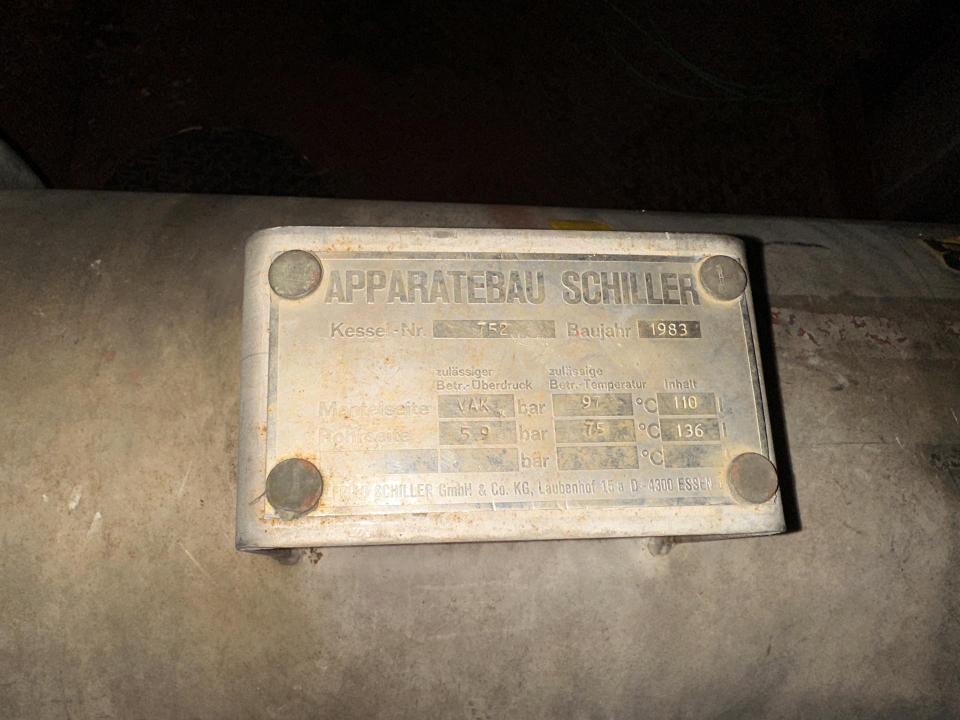 APPARATEBAU SCHILLER
Kessel-Nr. 752 Baujahr 1983
zulässiger zulässige
Betr.-Überdruck Betr.-Temperatur Inhalt
Mantelseite VAK. bar 97 °C 110 l
Rohrseite 5.9 bar 75 °C 136 l
bar °C
SCHILLER GmbH & Co. KG, Laubenhof 15a D-4300 ESSEN